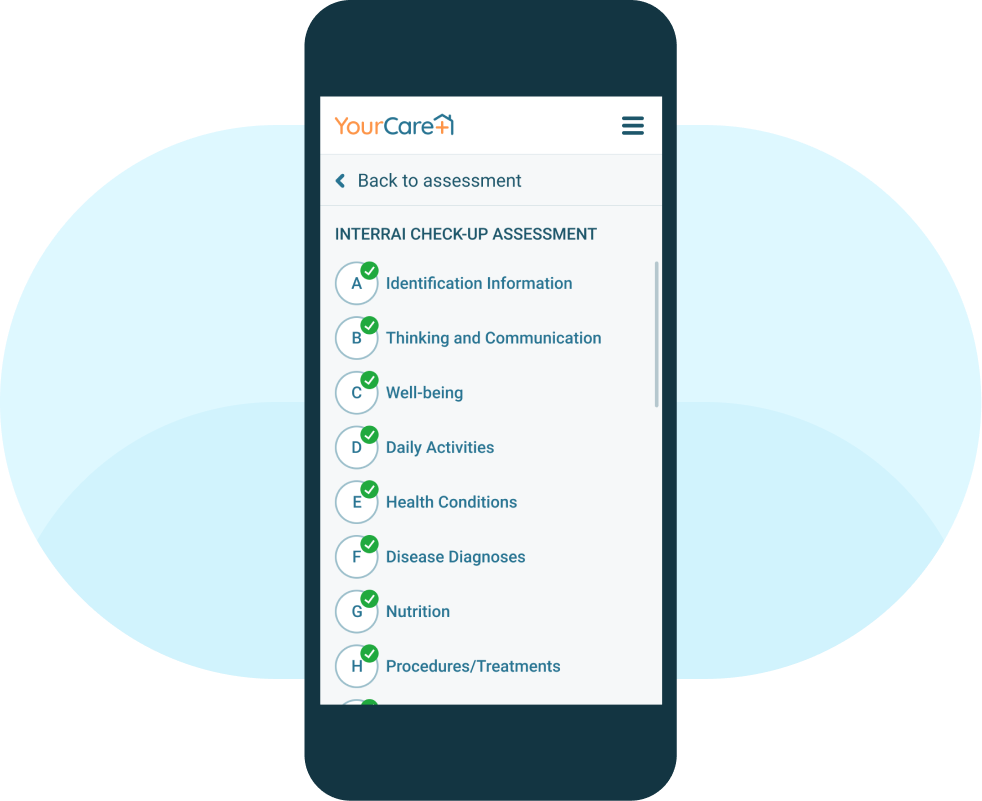 YourCare+
Back to assessment
INTERRAI CHECK-UP ASSESSMENT
A Identification Information
B Thinking and Communication
C Well-being
D Daily Activities
E Health Conditions
F Disease Diagnoses
G Nutrition
H Procedures/Treatments